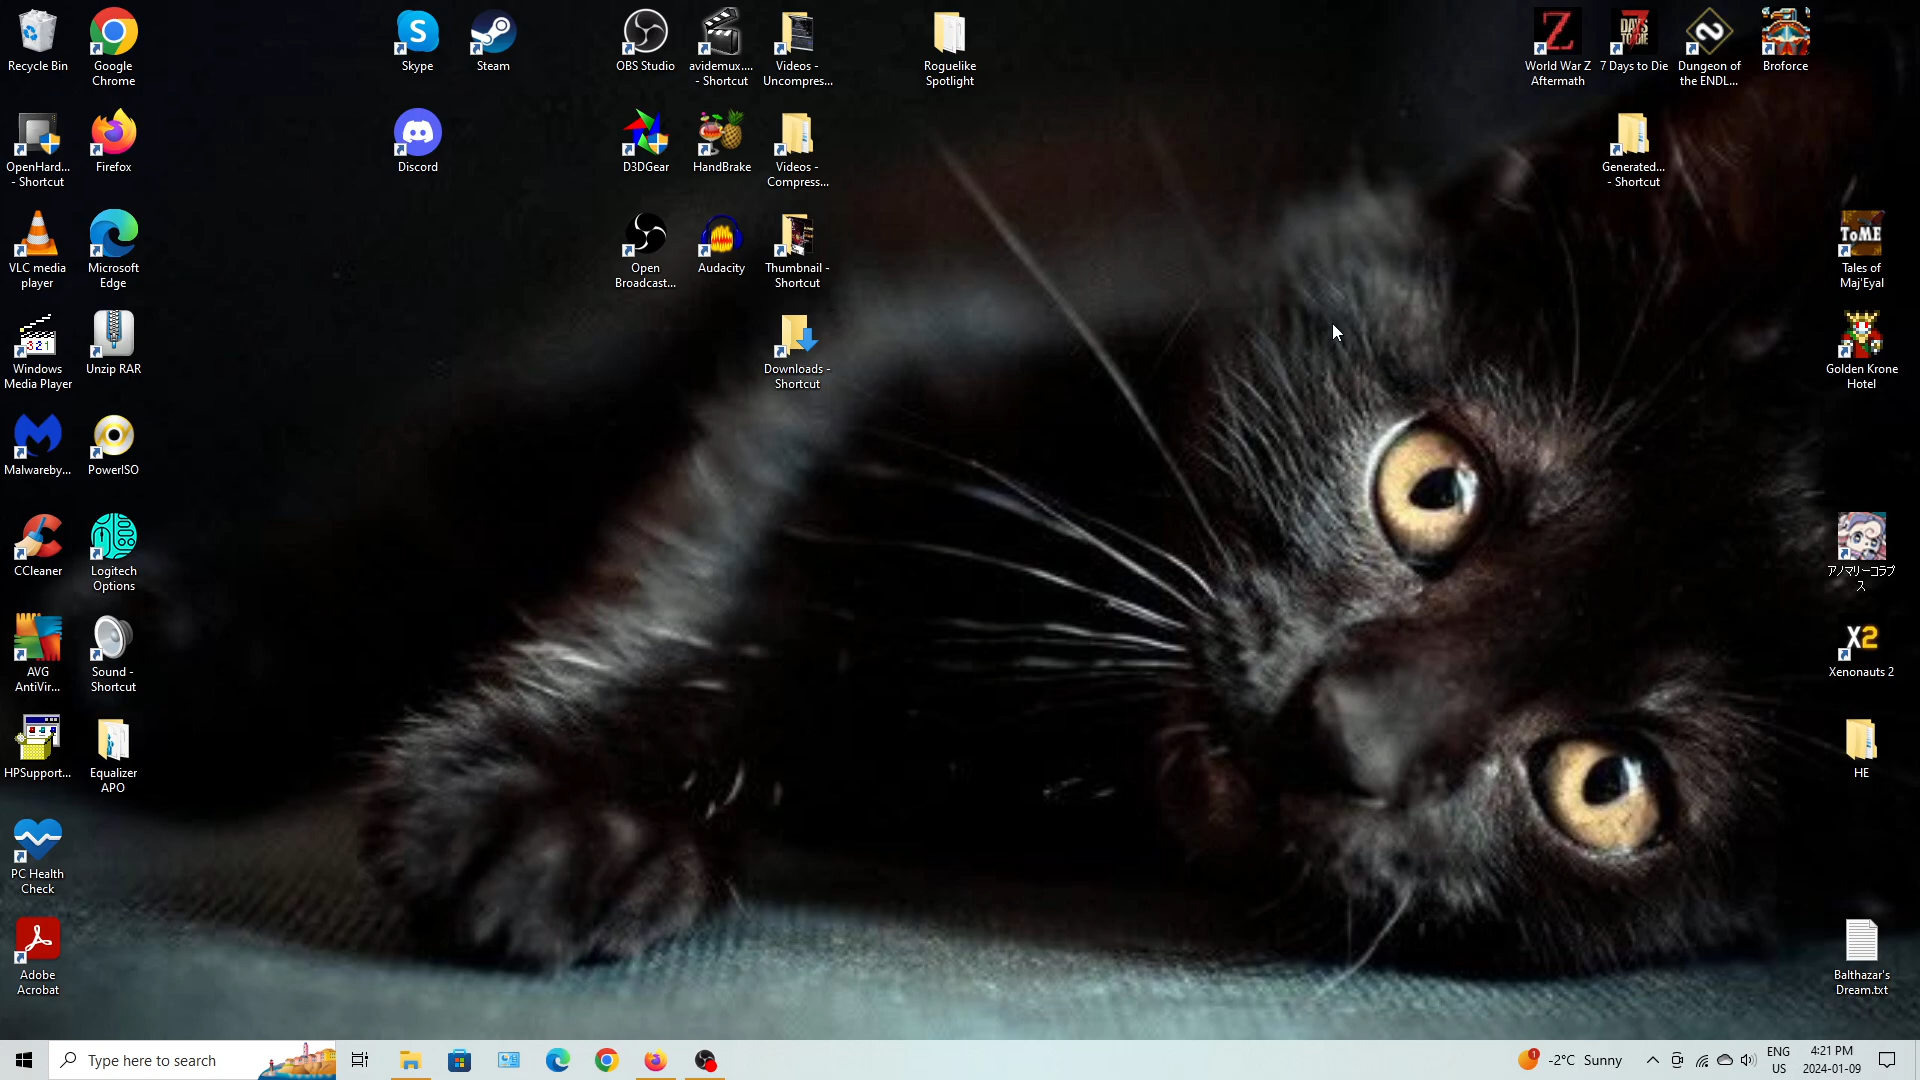 Recycle Bin
Google
Chrome
Skype
Steam
OBS Studio
avidemux....
- Shortcut
Videos -
Uncompres...
Roguelike
Spotlight
World War Z
Aftermath
7 Days to Die
Dungeon of
the ENDL...
Broforce
OpenHard...
- Shortcut
Firefox
Discord
D3DGear
HandBrake
Videos -
Compress...
Generated...
- Shortcut
VLC media
player
Microsoft
Edge
Open
Broadcast...
Audacity
Thumbnail -
Shortcut
ToME
Tales of
Maj'Eyal
Windows
Media Player
Unzip RAR
Downloads -
Shortcut
Golden Krone
Hotel
Malwareby...
PowerISO
CCleaner
Logitech
Options
アノマリーコラプ
ス
AVG
AntiVir...
Sound -
Shortcut
X2
Xenonauts 2
HPSupport...
Equalizer
APO
HE
PC Health
Check
Adobe
Acrobat
Balthazar's
Dream.txt
Type here to search
1
-2°C Sunny
ENG
US
4:21 PM
2024-01-09